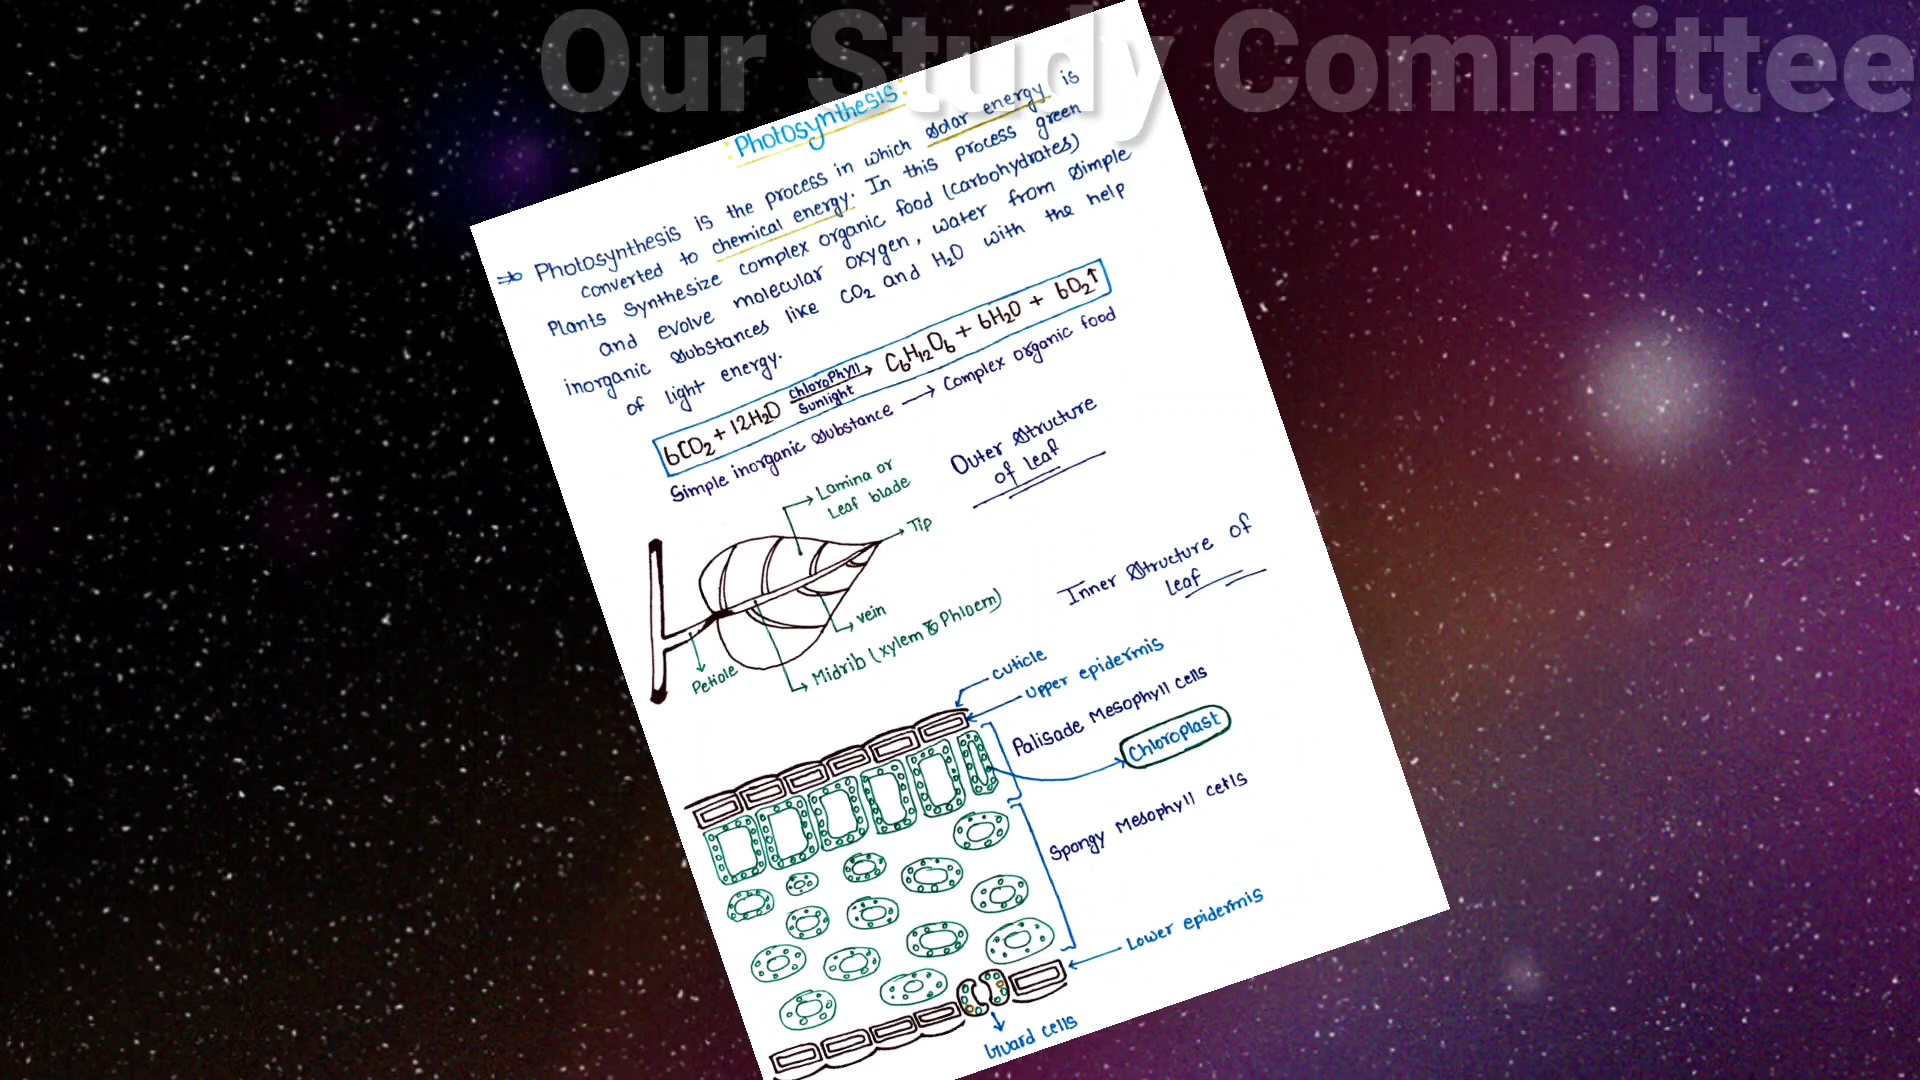 Our Study Committee
Photosynthesis
⇒ Photosynthesis is the process in which solar energy is
converted to chemical energy. In this process green
Plants synthesize complex organic food (carbohydrates)
and evolve molecular oxygen, water from simple
inorganic substances like CO₂ and H₂O with the help
of light energy.
6CO₂ + 12H₂O Chlorophyll Sunlight → C₆H₁₂O₆ + 6H₂O + 6O₂↑
Simple inorganic substance → Complex organic food
Outer structure
of leaf
Lamina or
Leaf blade
Tip
vein
Midrib (xylem & Phloem)
Petiole
Inner structure of
leaf
cuticle
Upper epidermis
Palisade Mesophyll cells
Chloroplast
Spongy Mesophyll cells
Lower epidermis
Guard cells